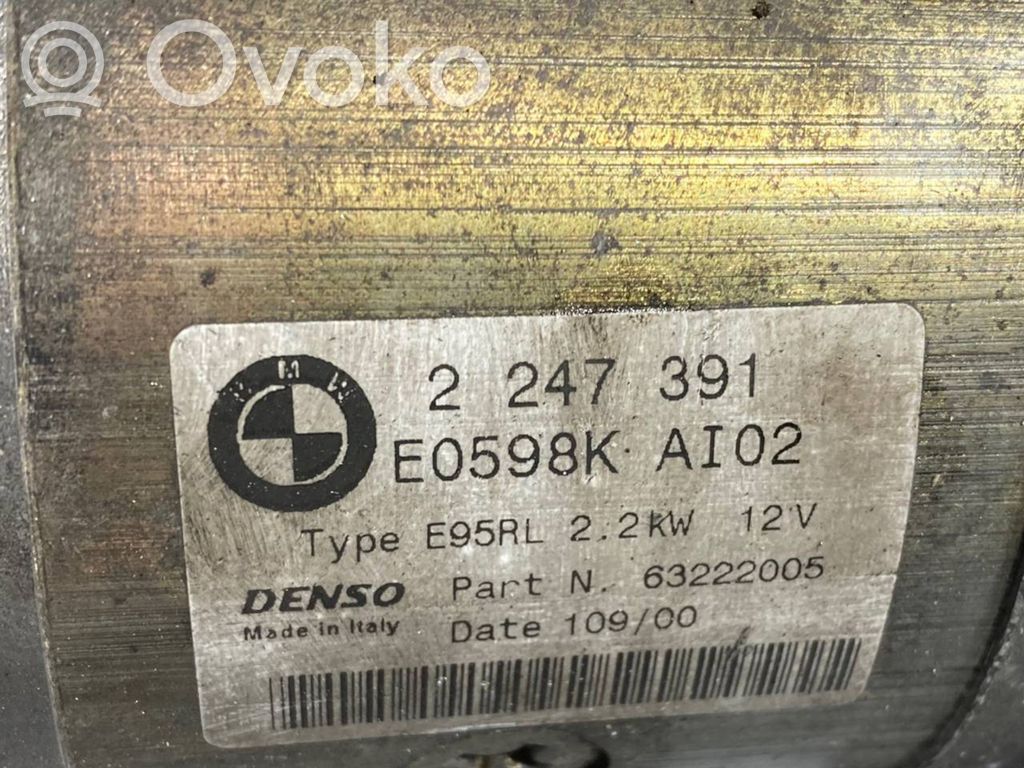 Ovoko
BMW
2 247 391
E0598K AI02
Type E95RL 2.2kW 12V
DENSO Part N. 63222005
Made in Italy Date 109/00